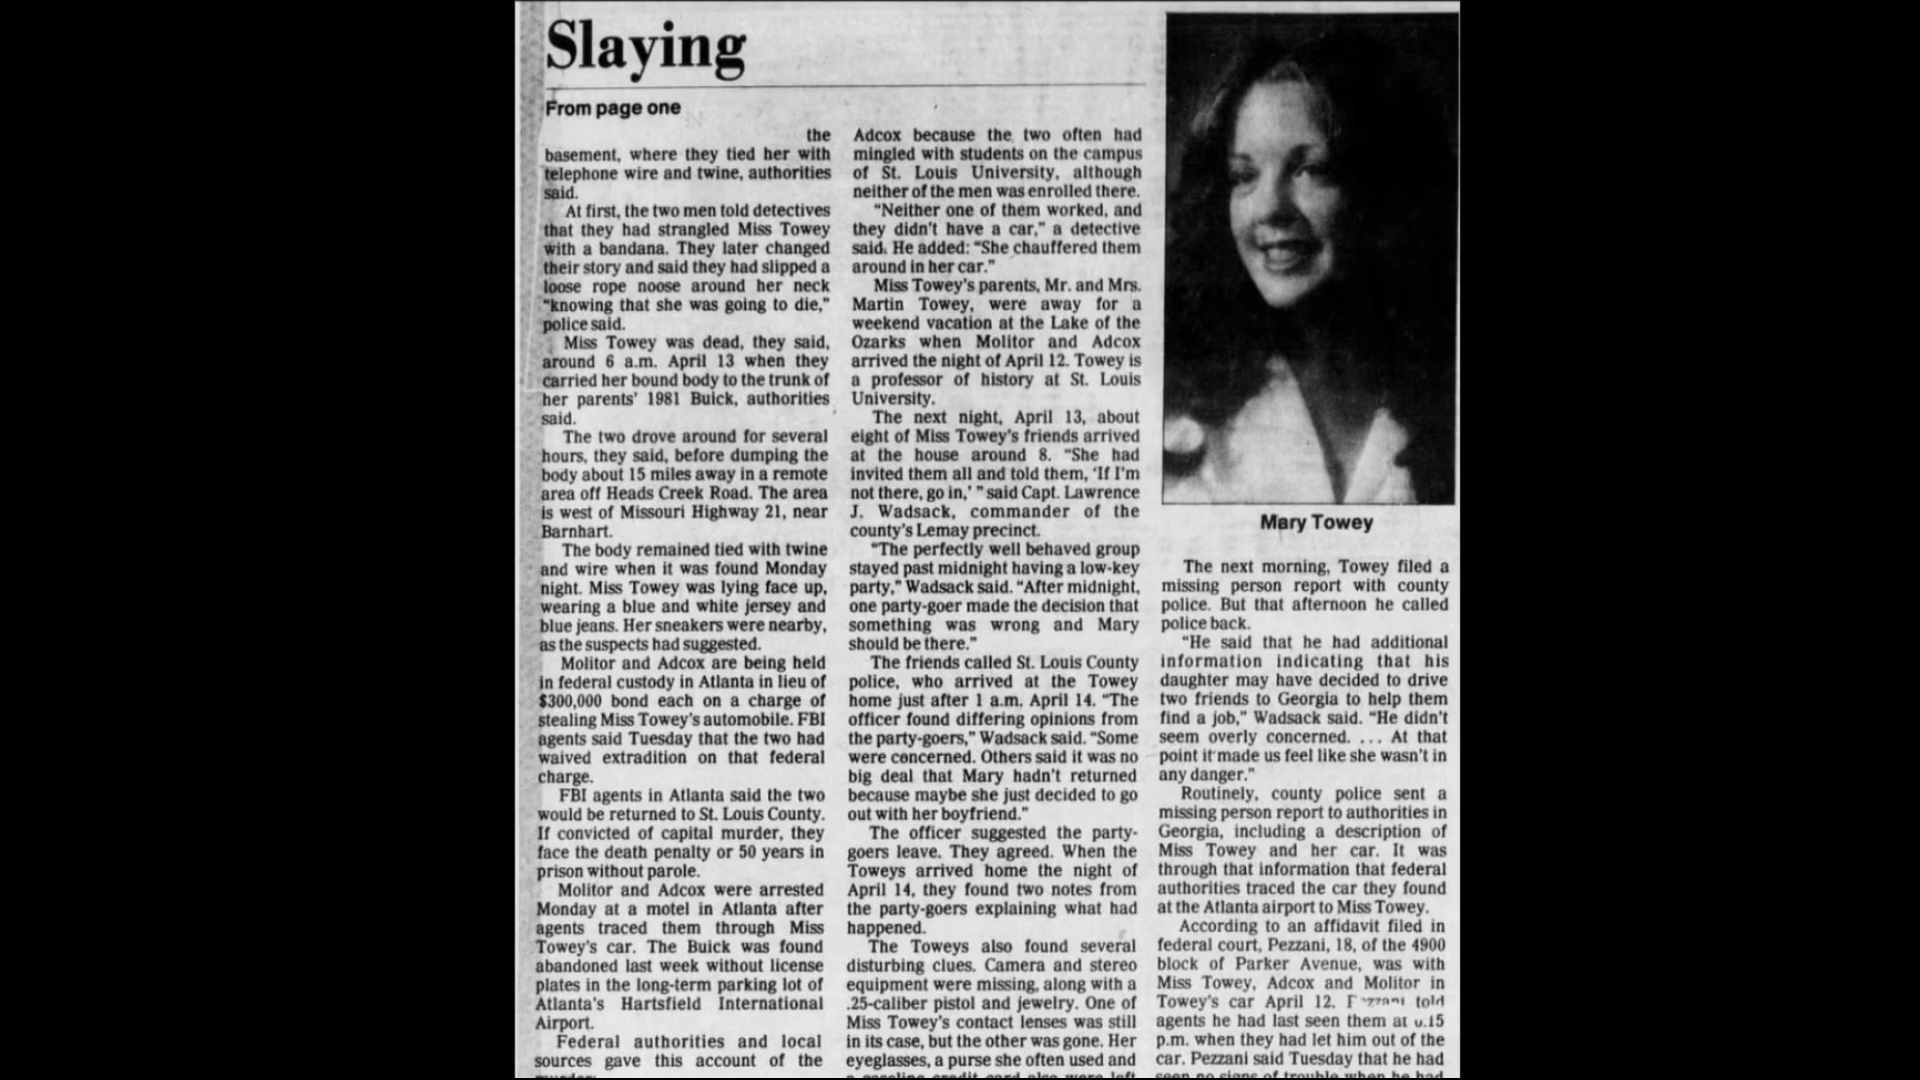 Slaying
From page one
the
basement, where they tied her with
telephone wire and twine, authorities
said.
At first, the two men told detectives
that they had strangled Miss Towey
with a bandana. They later changed
their story and said they had slipped a
loose rope noose around her neck
"knowing that she was going to die,"
police said.
Miss Towey was dead, they said,
around 6 a.m. April 13 when they
carried her bound body to the trunk of
her parents' 1981 Buick, authorities
said.
The two drove around for several
hours, they said, before dumping the
body about 15 miles away in a remote
area off Heads Creek Road. The area
is west of Missouri Highway 21, near
Barnhart.
The body remained tied with twine
and wire when it was found Monday
night. Miss Towey was lying face up,
wearing a blue and white jersey and
blue jeans. Her sneakers were nearby,
as the suspects had suggested.
Molitor and Adcox are being held
in federal custody in Atlanta in lieu of
$300,000 bond each on a charge of
stealing Miss Towey's automobile. FBI
agents said Tuesday that the two had
waived extradition on that federal
charge.
FBI agents in Atlanta said the two
would be returned to St. Louis County.
If convicted of capital murder, they
face the death penalty or 50 years in
prison without parole.
Molitor and Adcox were arrested
Monday at a motel in Atlanta after
agents traced them through Miss
Towey's car. The Buick was found
abandoned last week without license
plates in the long-term parking lot of
Atlanta's Hartsfield International
Airport.
Federal authorities and local
sources gave this account of the
murder:
Adcox because the two often had
mingled with students on the campus
of St. Louis University, although
neither of the men was enrolled there.
"Neither one of them worked, and
they didn't have a car," a detective
said. He added: "She chauffered them
around in her car."
Miss Towey's parents, Mr. and Mrs.
Martin Towey, were away for a
weekend vacation at the Lake of the
Ozarks when Molitor and Adcox
arrived the night of April 12. Towey is
a professor of history at St. Louis
University.
The next night, April 13, about
eight of Miss Towey's friends arrived
at the house around 8. "She had
invited them all and told them, 'If I'm
not there, go in,' " said Capt. Lawrence
J. Wadsack, commander of the
county's Lemay precinct.
"The perfectly well behaved group
stayed past midnight having a low-key
party," Wadsack said. "After midnight,
one party-goer made the decision that
something was wrong and Mary
should be there."
The friends called St. Louis County
police, who arrived at the Towey
home just after 1 a.m. April 14. "The
officer found differing opinions from
the party-goers," Wadsack said. "Some
were concerned. Others said it was no
big deal that Mary hadn't returned
because maybe she just decided to go
out with her boyfriend."
The officer suggested the party-
goers leave. They agreed. When the
Toweys arrived home the night of
April 14, they found two notes from
the party-goers explaining what had
happened.
The Toweys also found several
disturbing clues. Camera and stereo
equipment were missing, along with a
.25-caliber pistol and jewelry. One of
Miss Towey's contact lenses was still
in its case, but the other was gone. Her
eyeglasses, a purse she often used and
a gasoline credit card also were left
Mary Towey
The next morning, Towey filed a
missing person report with county
police. But that afternoon he called
police back.
"He said that he had additional
information indicating that his
daughter may have decided to drive
two friends to Georgia to help them
find a job," Wadsack said. "He didn't
seem overly concerned. ... At that
point it made us feel like she wasn't in
any danger."
Routinely, county police sent a
missing person report to authorities in
Georgia, including a description of
Miss Towey and her car. It was
through that information that federal
authorities traced the car they found
at the Atlanta airport to Miss Towey.
According to an affidavit filed in
federal court, Pezzani, 18, of the 4900
block of Parker Avenue, was with
Miss Towey, Adcox and Molitor in
Towey's car April 12. Pezzani told
agents he had last seen them at
p.m. when they had let him out of the
car. Pezzani said Tuesday that he had
seen no signs of trouble when he had